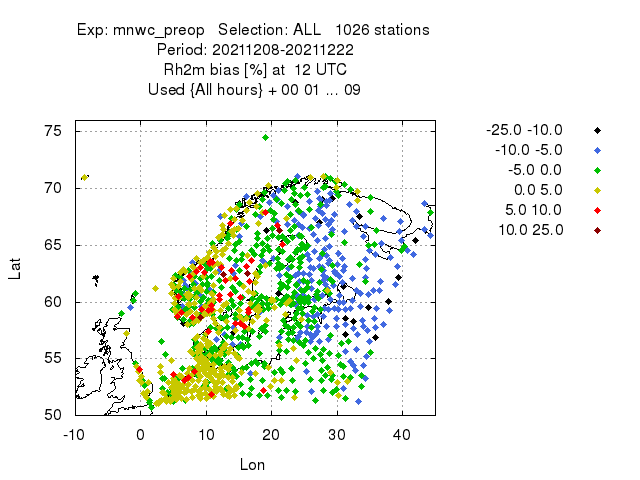 Exp: mnwc_preop   Selection: ALL   1026 stations
Period: 20211208-20211222
Rh2m bias [%] at  12 UTC
Used {All hours} + 00 01 ... 09
-25.0 -10.0
-10.0 -5.0
-5.0 0.0
0.0 5.0
5.0 10.0
10.0 25.0
Lat
75
70
65
60
55
50
-10 0 10 20 30 40
Lon